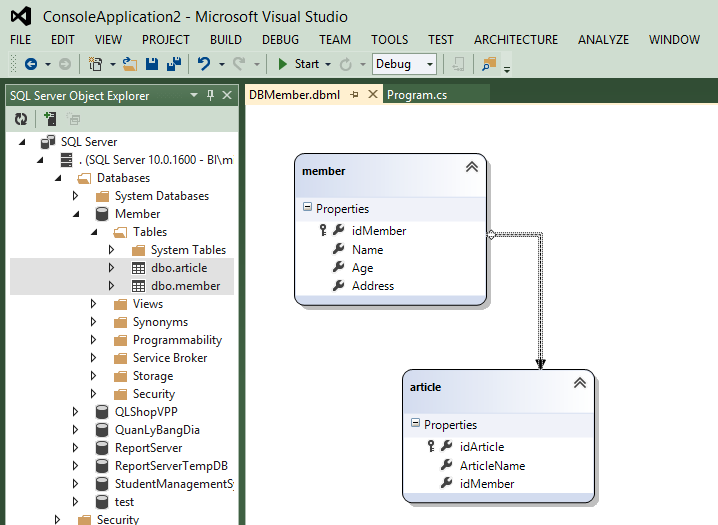 ConsoleApplication2 - Microsoft Visual Studio
FILE EDIT VIEW PROJECT BUILD DEBUG TEAM TOOLS TEST ARCHITECTURE ANALYZE WINDOW
Start Debug
SQL Server Object Explorer
SQL Server
. (SQL Server 10.0.1600 - BI\m
Databases
System Databases
Member
Tables
System Tables
dbo.article
dbo.member
Views
Synonyms
Programmability
Service Broker
Storage
Security
QLShopVPP
QuanLyBangDia
ReportServer
ReportServerTempDB
StudentManagementSy
test
Security
DBMember.dbml Program.cs
member
Properties
idMember
Name
Age
Address
article
Properties
idArticle
ArticleName
idMember